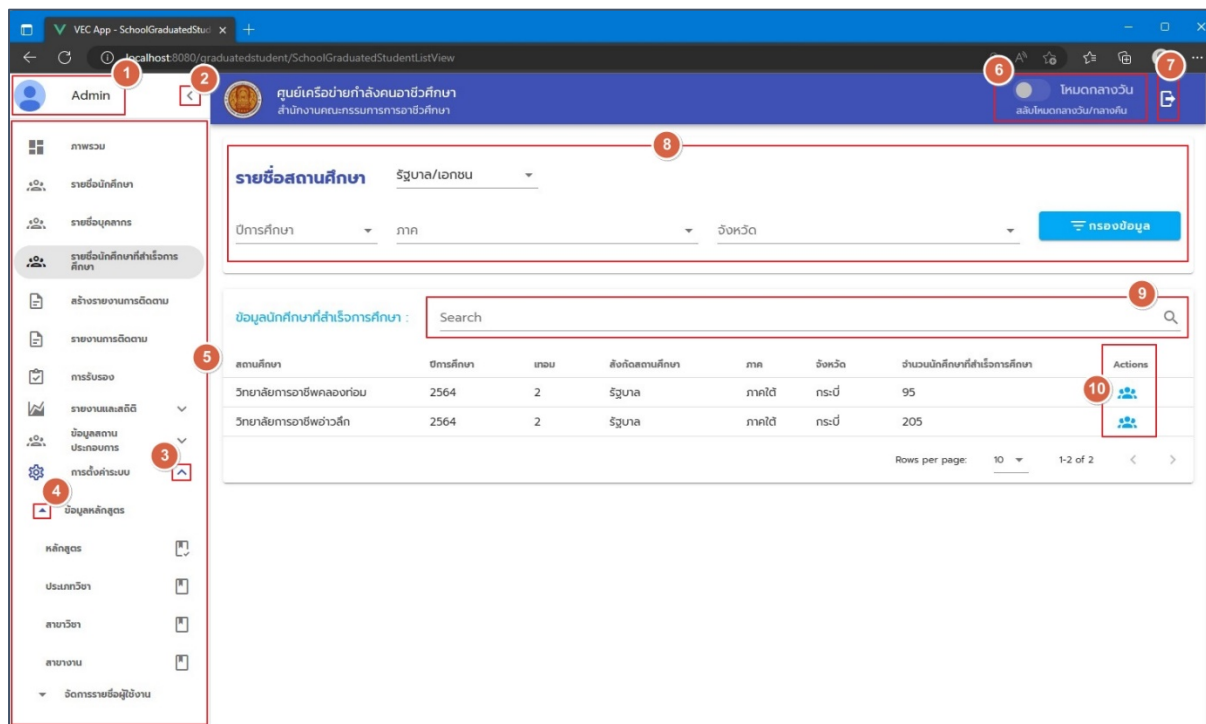 VEC App - SchoolGraduatedStud
localhost:8080/graduatedstudent/SchoolGraduatedStudentListView
1
2
6
7
Admin
ศูนย์เครือข่ายกำลังคนอาชีวศึกษา
สำนักงานคณะกรรมการการอาชีวศึกษา
โหมดกลางวัน
สลับโหมดกลางวัน/กลางคืน
8
ภาพรวม
รายชื่อนักศึกษา
รายชื่อบุคลากร
รายชื่อนักศึกษาที่สำเร็จการ
ศึกษา
สร้างรายงานการติดตาม
รายงานการติดตาม
5
การรับรอง
รายงานและสถิติ
ข้อมูลสถาน
ประกอบการ
3
การตั้งค่าระบบ
4
ข้อมูลหลักสูตร
หลักสูตร
ประเภทวิชา
สาขาวิชา
สาขางาน
จัดการรายชื่อผู้ใช้งาน
รายชื่อสถานศึกษา รัฐบาล/เอกชน
ปีการศึกษา ภาค จังหวัด กรองข้อมูล
9
ข้อมูลนักศึกษาที่สำเร็จการศึกษา : Search
สถานศึกษา ปีการศึกษา เทอม สังกัดสถานศึกษา ภาค จังหวัด จำนวนนักศึกษาที่สำเร็จการศึกษา Actions
วิทยาลัยการอาชีพคลองท่อม 2564 2 รัฐบาล ภาคใต้ กระบี่ 95 10
วิทยาลัยการอาชีพอ่าวลึก 2564 2 รัฐบาล ภาคใต้ กระบี่ 205
Rows per page: 10 1-2 of 2